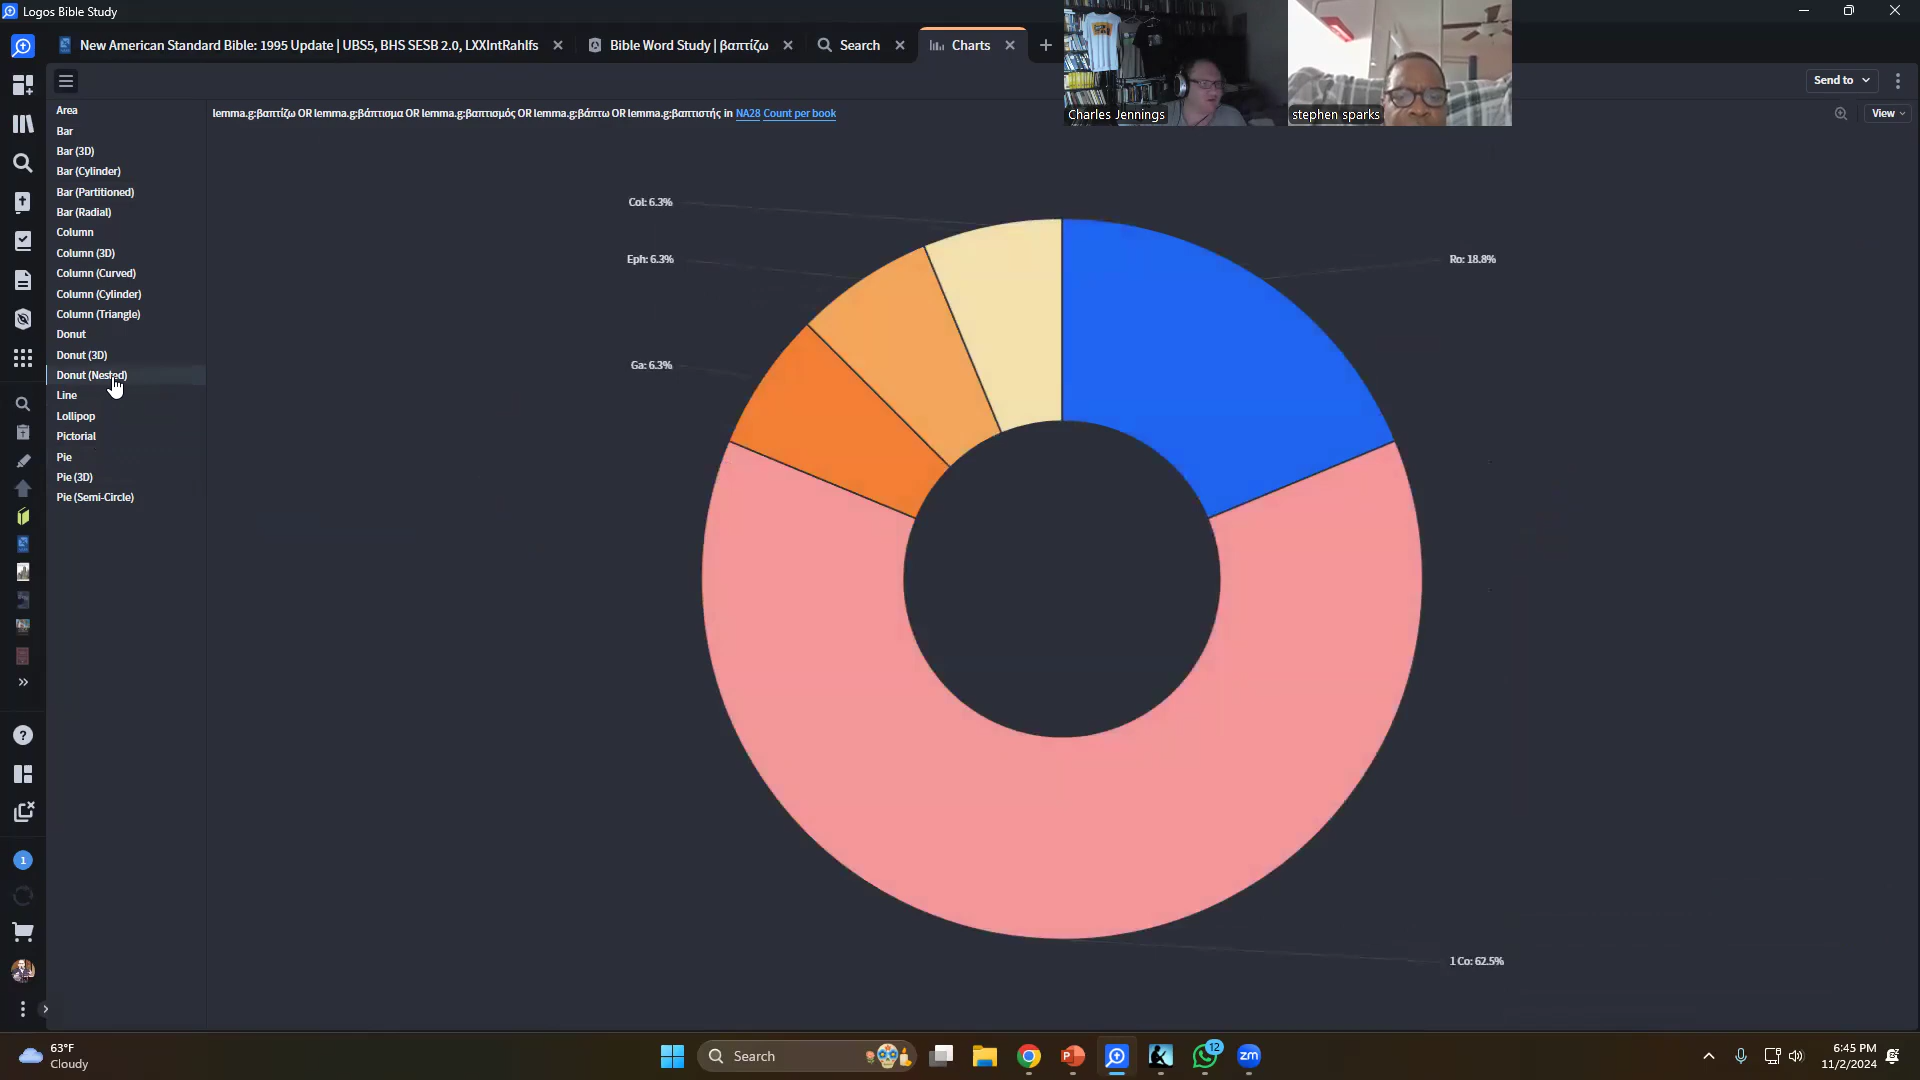 Logos Bible Study
New American Standard Bible: 1995 Update | UBS5, BHS SESB 2.0, LXXIntRahlfs
Bible Word Study | βαπτίζω
Search
Charts
Send to
View
Charles Jennings
stephen sparks
lemma.g:βαπτίζω OR lemma.g:βάπτισμα OR lemma.g:βαπτισμός OR lemma.g:βάπτω OR lemma.g:βαπτιστής in NA28 Count per book
Area
Bar
Bar (3D)
Bar (Cylinder)
Bar (Partitioned)
Bar (Radial)
Column
Column (3D)
Column (Curved)
Column (Cylinder)
Column (Triangle)
Donut
Donut (3D)
Donut (Nested)
Line
Lollipop
Pictorial
Pie
Pie (3D)
Pie (Semi-Circle)
Col: 6.3%
Eph: 6.3%
Ga: 6.3%
Ro: 18.8%
1 Co: 62.5%
1
63°F
Cloudy
Search
12
zm
6:45 PM
11/2/2024